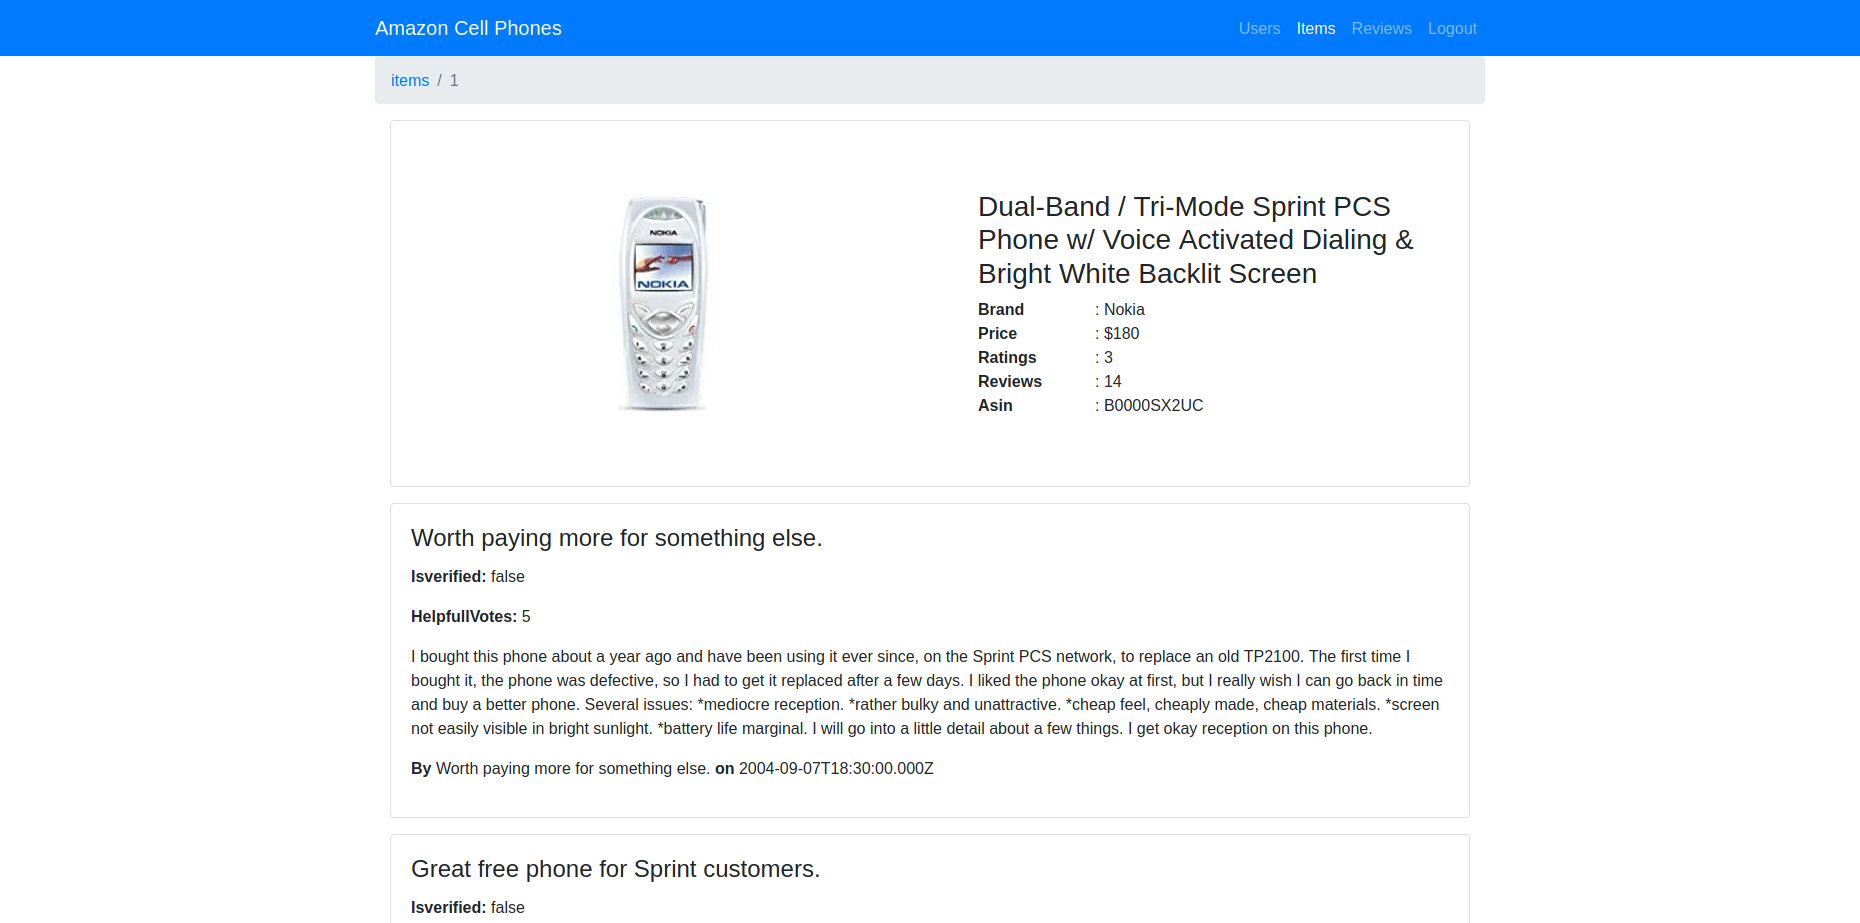 Amazon Cell Phones
Users Items Reviews Logout
items / 1
NOKIA
NOKIA
Dual-Band / Tri-Mode Sprint PCS
Phone w/ Voice Activated Dialing &
Bright White Backlit Screen
Brand : Nokia
Price : $180
Ratings : 3
Reviews : 14
Asin : B0000SX2UC
Worth paying more for something else.
Isverified: false
HelpfullVotes: 5
I bought this phone about a year ago and have been using it ever since, on the Sprint PCS network, to replace an old TP2100. The first time I
bought it, the phone was defective, so I had to get it replaced after a few days. I liked the phone okay at first, but I really wish I can go back in time
and buy a better phone. Several issues: *mediocre reception. *rather bulky and unattractive. *cheap feel, cheaply made, cheap materials. *screen
not easily visible in bright sunlight. *battery life marginal. I will go into a little detail about a few things. I get okay reception on this phone.
By Worth paying more for something else. on 2004-09-07T18:30:00.000Z
Great free phone for Sprint customers.
Isverified: false